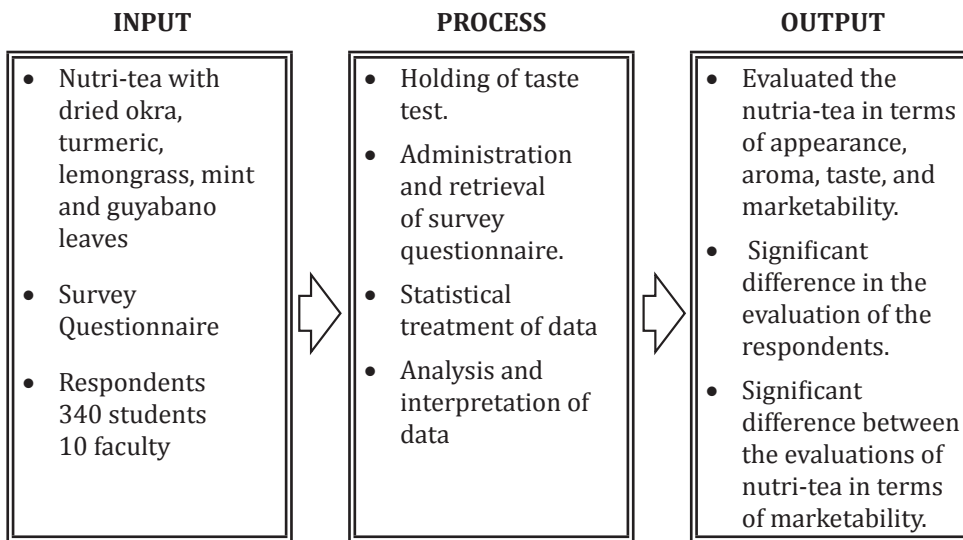 INPUT
• Nutri-tea with
dried okra,
turmeric,
lemongrass, mint
and guyabano
leaves
• Survey
Questionnaire
• Respondents
340 students
10 faculty
PROCESS
• Holding of taste
test.
• Administration
and retrieval
of survey
questionnaire.
• Statistical
treatment of data
• Analysis and
interpretation of
data
OUTPUT
• Evaluated the
nutria-tea in terms
of appearance,
aroma, taste, and
marketability.
• Significant
difference in the
evaluation of the
respondents.
• Significant
difference between
the evaluations of
nutri-tea in terms
of marketability.